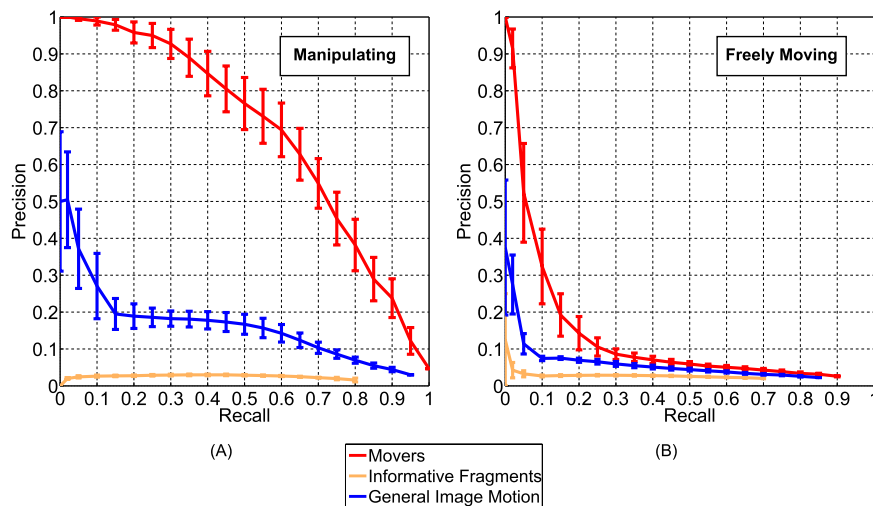 Manipulating
Freely Moving
Precision
1
0.9
0.8
0.7
0.6
0.5
0.4
0.3
0.2
0.1
0
0 0.1 0.2 0.3 0.4 0.5 0.6 0.7 0.8 0.9 1
Recall
(A)
Precision
1
0.9
0.8
0.7
0.6
0.5
0.4
0.3
0.2
0.1
0
0 0.1 0.2 0.3 0.4 0.5 0.6 0.7 0.8 0.9 1
Recall
(B)
Movers
Informative Fragments
General Image Motion